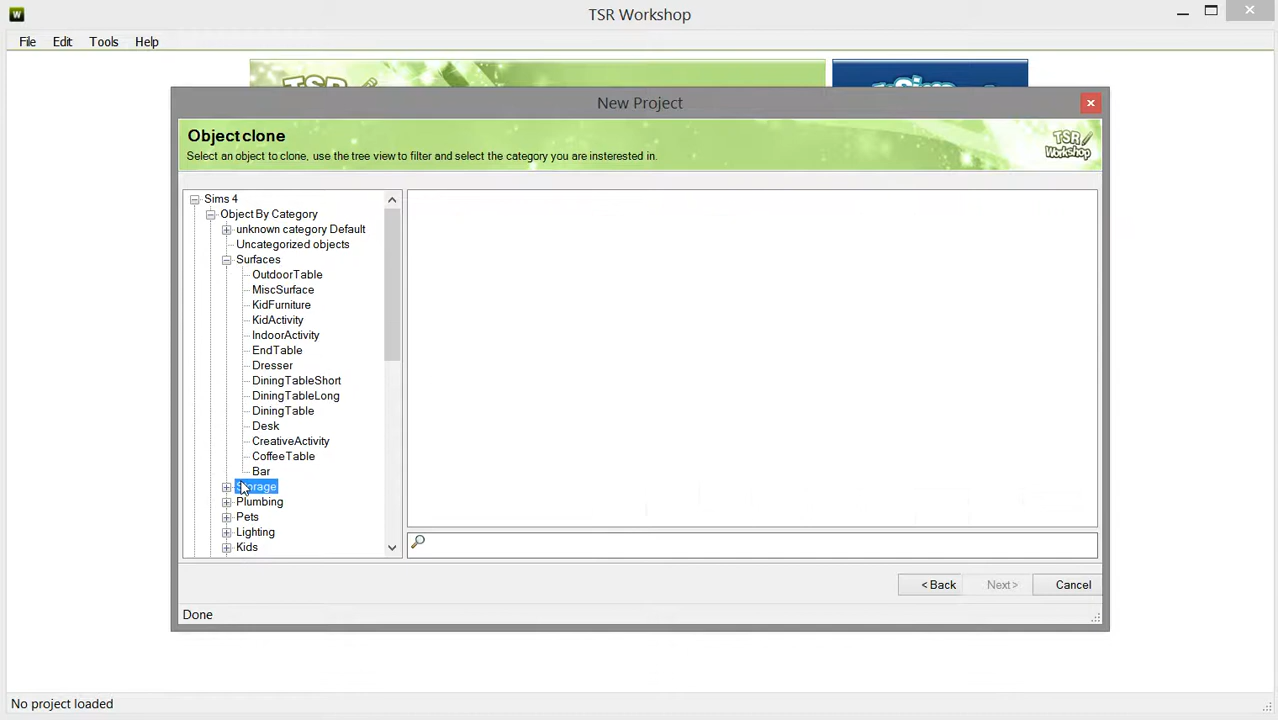 TSR Workshop
File Edit Tools Help
New Project
Object clone
Select an object to clone, use the tree view to filter and select the category you are insterested in.
TSR
Workshop
Sims 4
Object By Category
unknown category Default
Uncategorized objects
Surfaces
OutdoorTable
MiscSurface
KidFurniture
KidActivity
IndoorActivity
EndTable
Dresser
DiningTableShort
DiningTableLong
DiningTable
Desk
CreativeActivity
CoffeeTable
Bar
Storage
Plumbing
Pets
Lighting
Kids
< Back Next > Cancel
Done
No project loaded